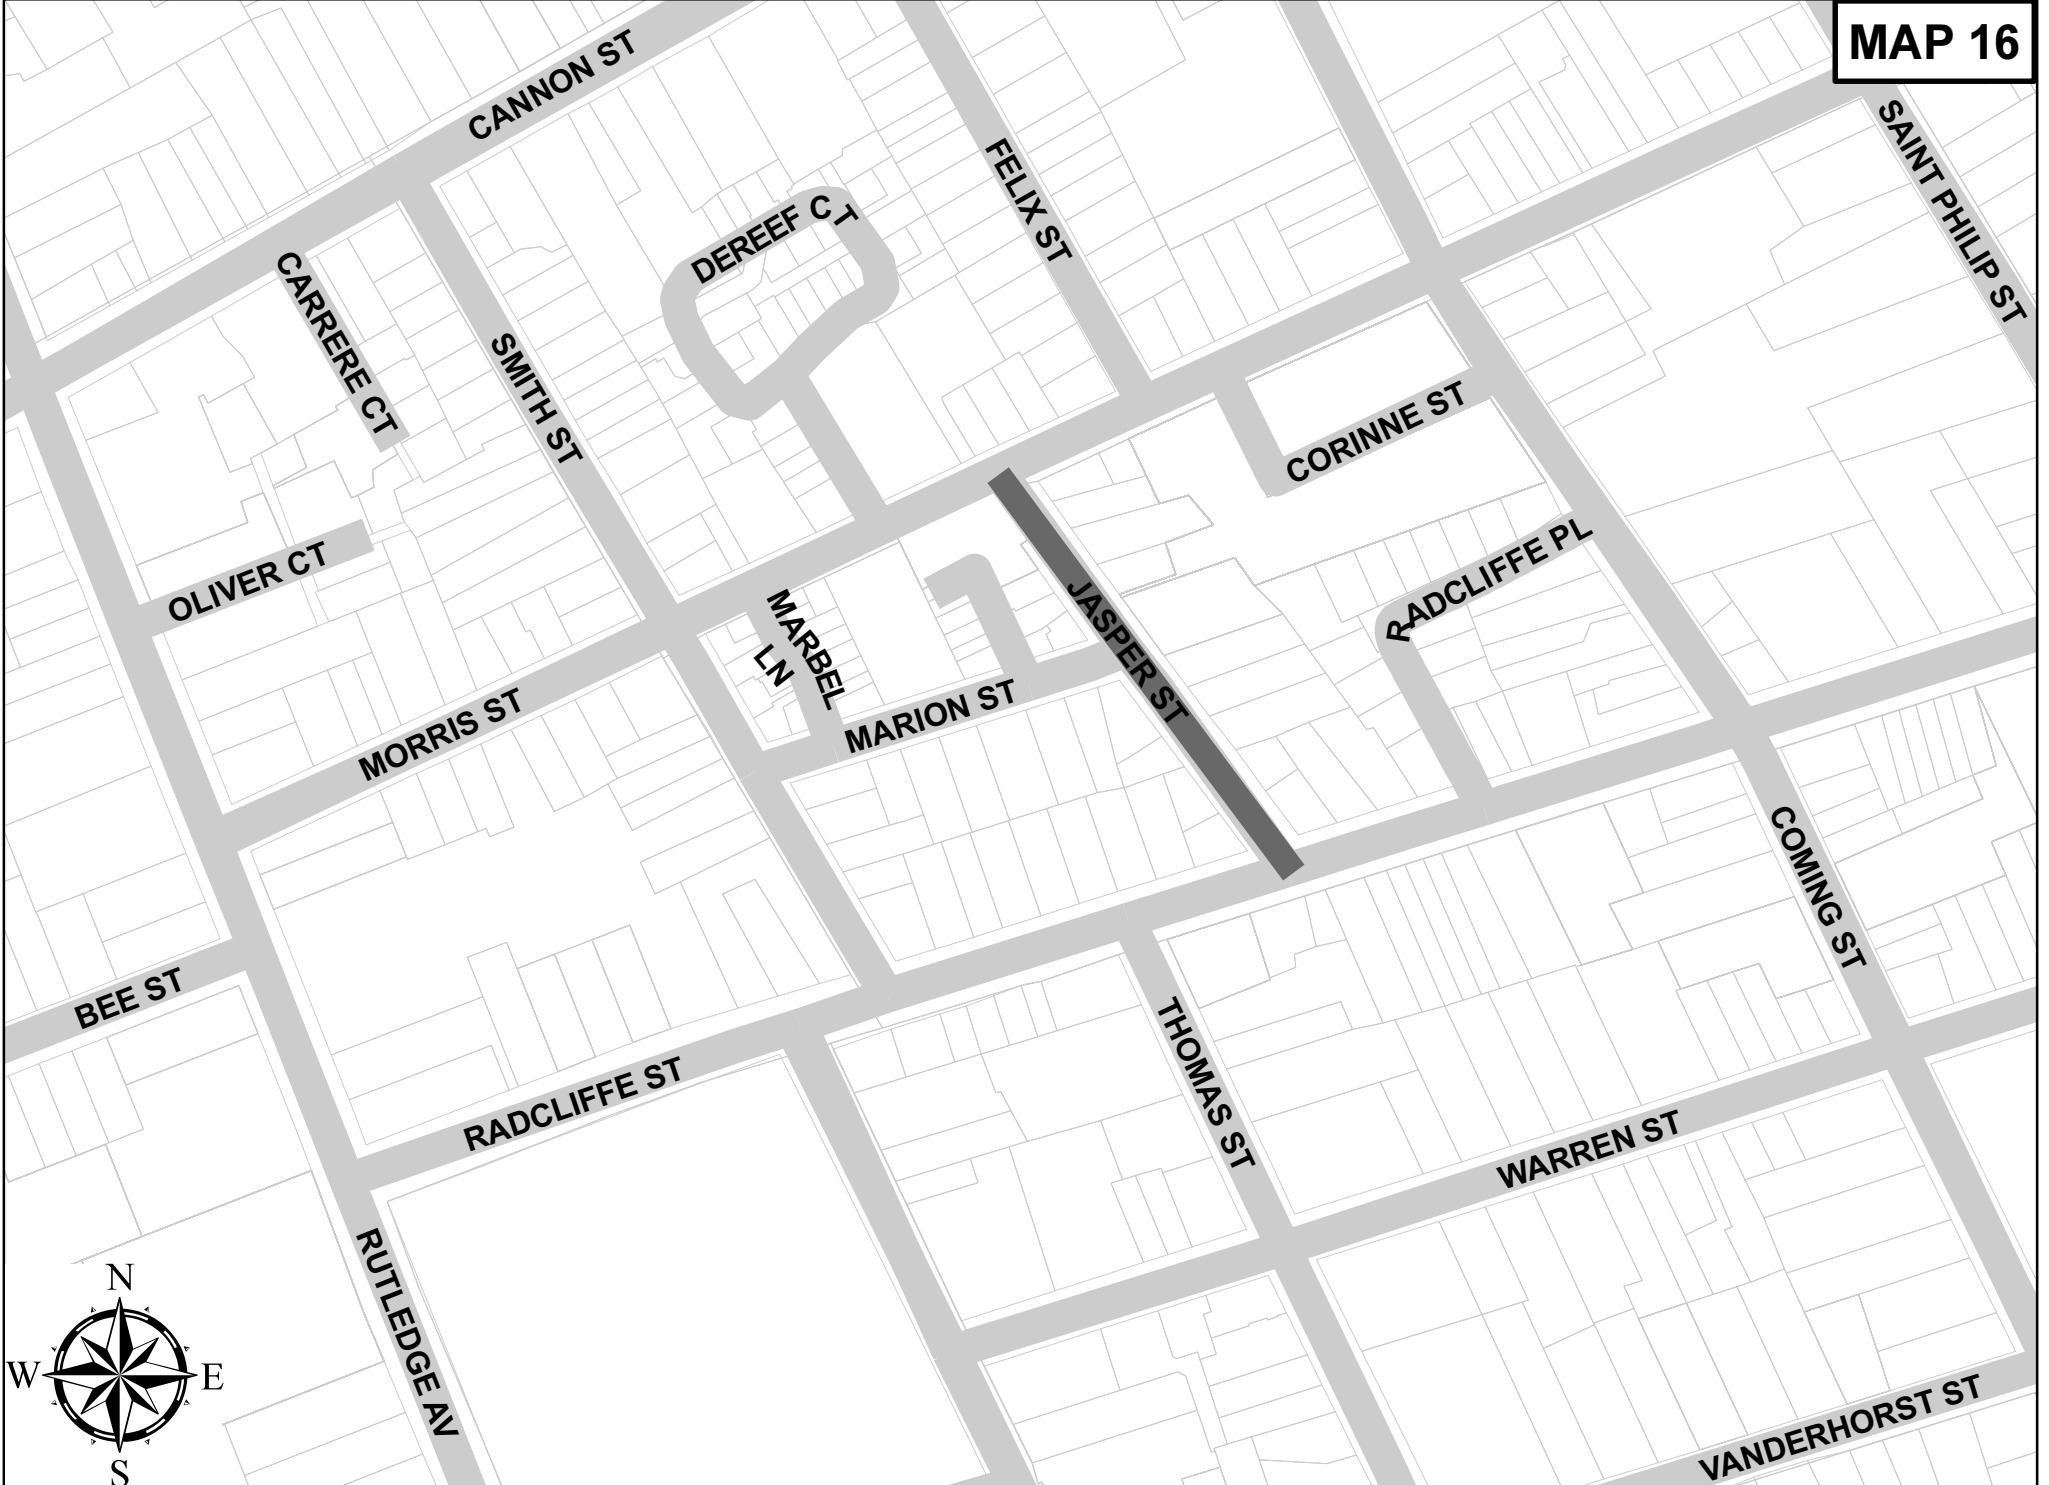 MAP 16
CANNON ST
SAINT PHILIP ST
FELIX ST
DEREEF CT
CARRERE CT
SMITH ST
CORINNE ST
OLIVER CT
RADCLIFFE PL
MARBEL
LN
JASPER ST
MARION ST
MORRIS ST
COMING ST
BEE ST
THOMAS ST
RADCLIFFE ST
WARREN ST
RUTLEDGE AV
VANDERHORST ST
N
W
E
S